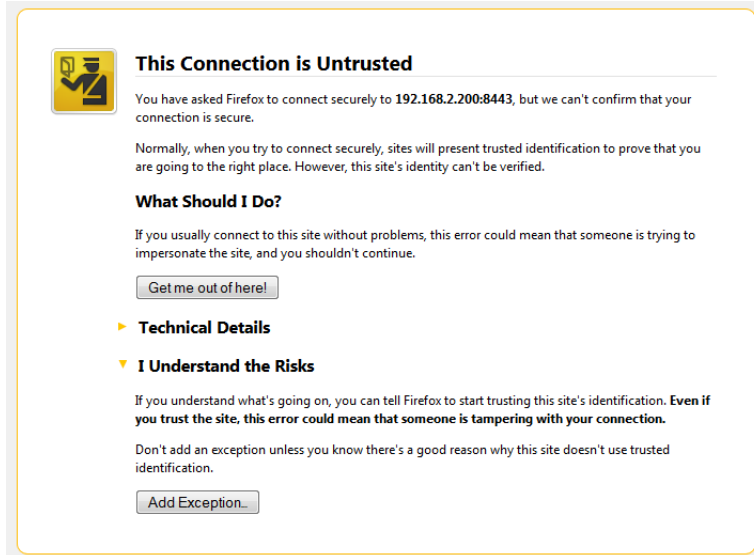 This Connection is Untrusted
You have asked Firefox to connect securely to 192.168.2.200:8443, but we can't confirm that your
connection is secure.
Normally, when you try to connect securely, sites will present trusted identification to prove that you
are going to the right place. However, this site's identity can't be verified.
What Should I Do?
If you usually connect to this site without problems, this error could mean that someone is trying to
impersonate the site, and you shouldn't continue.
Get me out of here!
Technical Details
I Understand the Risks
If you understand what's going on, you can tell Firefox to start trusting this site's identification. Even if
you trust the site, this error could mean that someone is tampering with your connection.
Don't add an exception unless you know there's a good reason why this site doesn't use trusted
identification.
Add Exception...